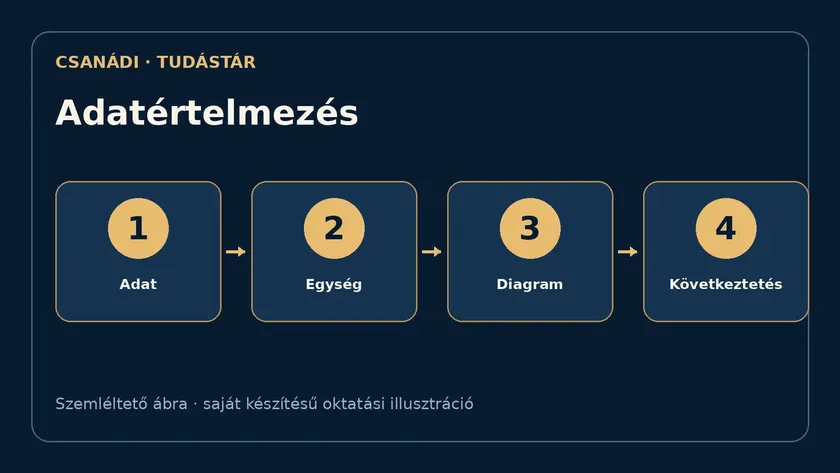 CSANÁDI · TUDÁSTÁR
Adatértelmezés
1
2
3
4
Adat
Egység
Diagram
Következtetés
Szemléltető ábra · saját készítésű oktatási illusztráció